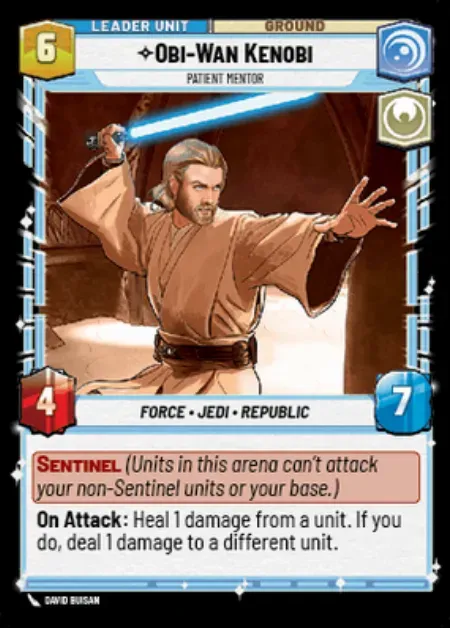 LEADER UNIT
GROUND
6
OBI-WAN KENOBI
PATIENT MENTOR
4
FORCE • JEDI • REPUBLIC
7
SENTINEL (Units in this arena can't attack
your non-Sentinel units or your base.)
On Attack: Heal 1 damage from a unit. If you
do, deal 1 damage to a different unit.
DAVID BUISAN